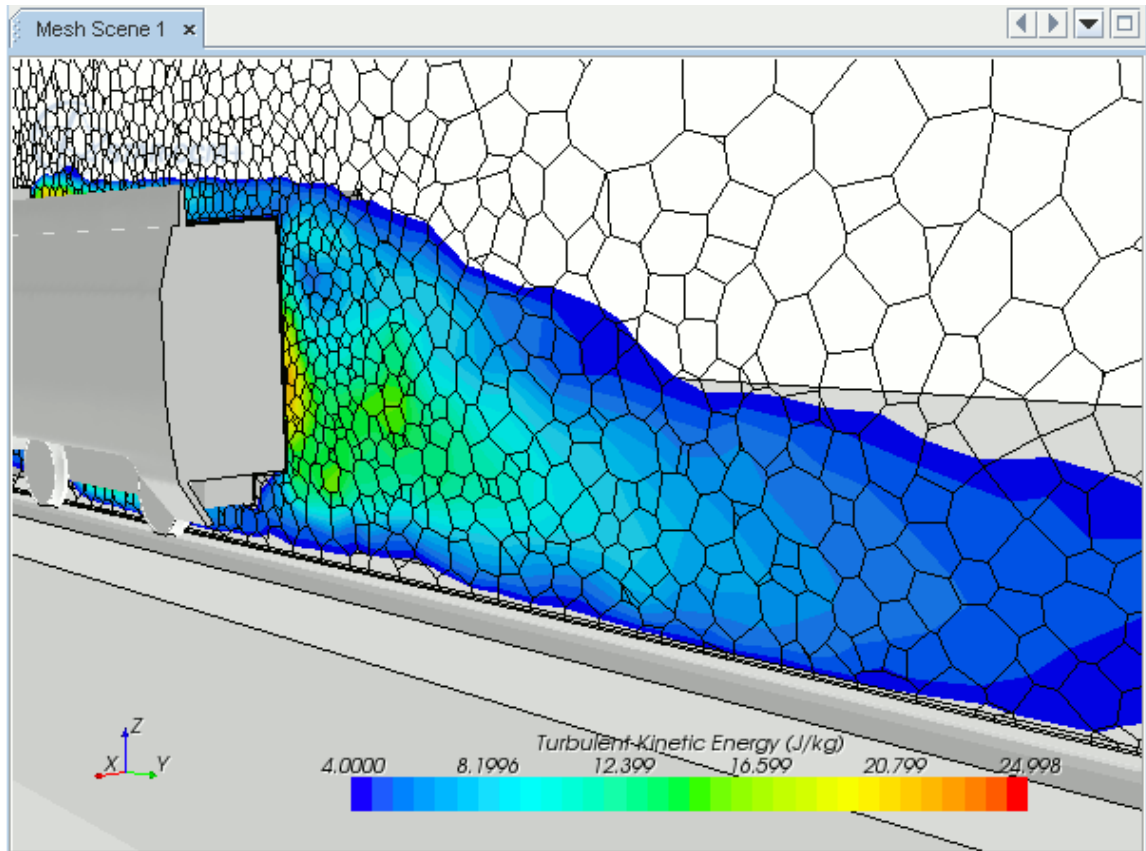 Mesh Scene 1 ×
Z
X Y
Turbulent Kinetic Energy (J/kg)
4.0000 8.1996 12.399 16.599 20.799 24.998